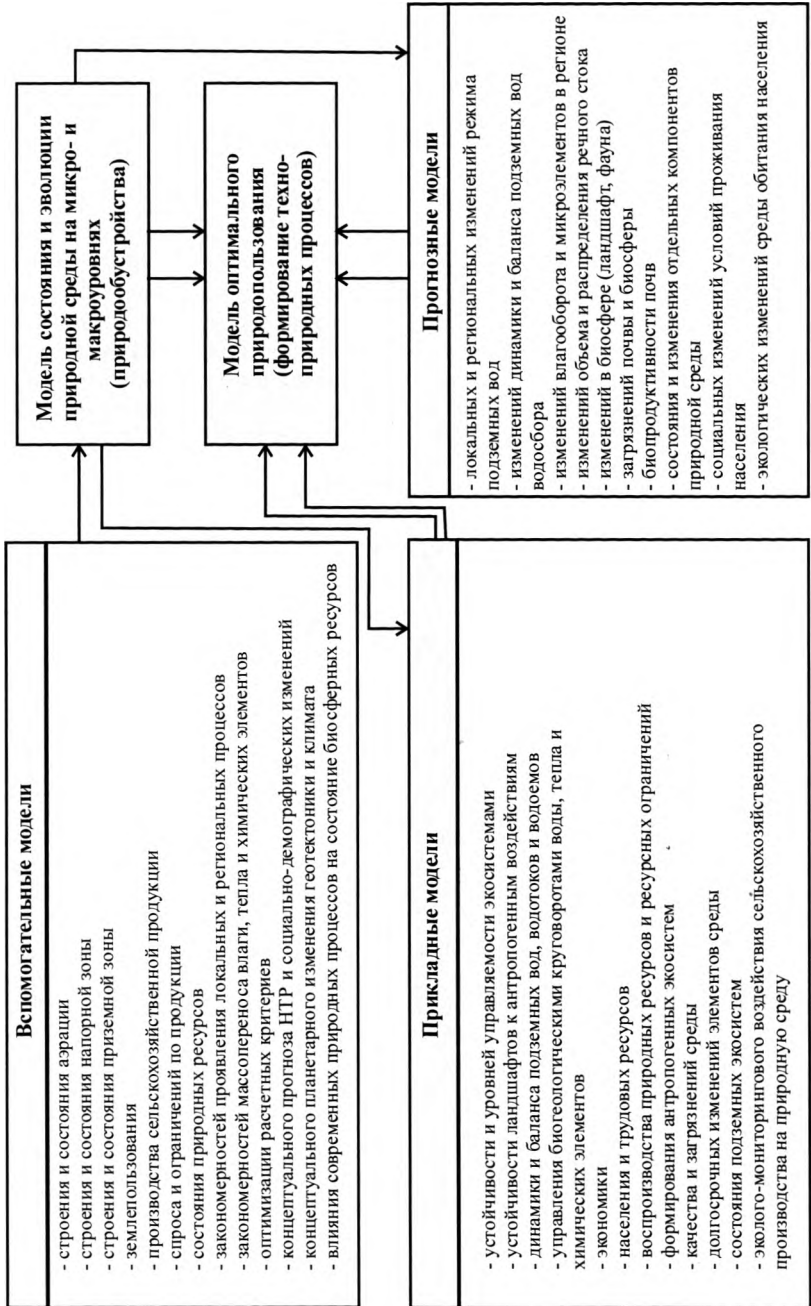 Вспомогательные модели
- строения и состояния аэрации
- строения и состояния напорной зоны
- строения и состояния приземной зоны
- землепользования
- производства сельскохозяйственной продукции
- спроса и ограничений по продукции
- состояния природных ресурсов
- закономерностей проявления локальных и региональных процессов
- закономерностей массопереноса влаги, тепла и химических элементов
- оптимизации расчетных критериев
- концептуального прогноза НТР и социально-демографических изменений
- концептуального планетарного изменения геотектоники и климата
- влияния современных природных процессов на состояние биосферных ресурсов
Модель состояния и эволюции
природной среды на микро- и
макроуровнях
(природообустройства)
Модель оптимального
природопользования
(формирование техно-
природных процессов)
Прикладные модели
- устойчивости и уровней управляемости экосистемами
- устойчивости ландшафтов к антропогенным воздействиям
- динамики и баланса подземных вод, водотоков и водоемов
- управления биогеологическими круговоротами воды, тепла и
химических элементов
- экономики
- населения и трудовых ресурсов
- воспроизводства природных ресурсов и ресурсных ограничений
- формирования антропогенных экосистем
- качества и загрязнений среды
- долгосрочных изменений элементов среды
- состояния подземных экосистем
- эколого-мониторингового воздействия сельскохозяйственного
производства на природную среду
Прогнозные модели
- локальных и региональных изменений режима
подземных вод
- изменений динамики и баланса подземных вод
водосбора
- изменений влагооборота и микроэлементов в регионе
- изменений объема и распределения речного стока
- изменений в биосфере (ландшафт, фауна)
- загрязнений почвы и биосферы
- биопродуктивности почв
- состояния и изменения отдельных компонентов
природной среды
- социальных изменений условий проживания
населения
- экологических изменений среды обитания населения